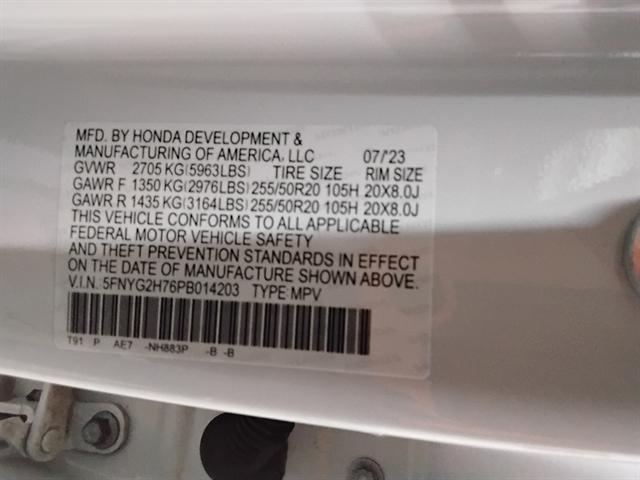 MFD. BY HONDA DEVELOPMENT &
MANUFACTURING OF AMERICA, LLC 07/'23
GVWR 2705 KG(5963LBS) TIRE SIZE RIM SIZE
GAWR F 1350 KG(2976LBS) 255/50R20 105H 20X8.0J
GAWR R 1435 KG(3164LBS) 255/50R20 105H 20X8.0J
THIS VEHICLE CONFORMS TO ALL APPLICABLE
FEDERAL MOTOR VEHICLE SAFETY
AND THEFT PREVENTION STANDARDS IN EFFECT
ON THE DATE OF MANUFACTURE SHOWN ABOVE.
V.I.N. 5FNYG2H76PB014203 TYPE MPV
T91 P AE7 -NH883P -B -B